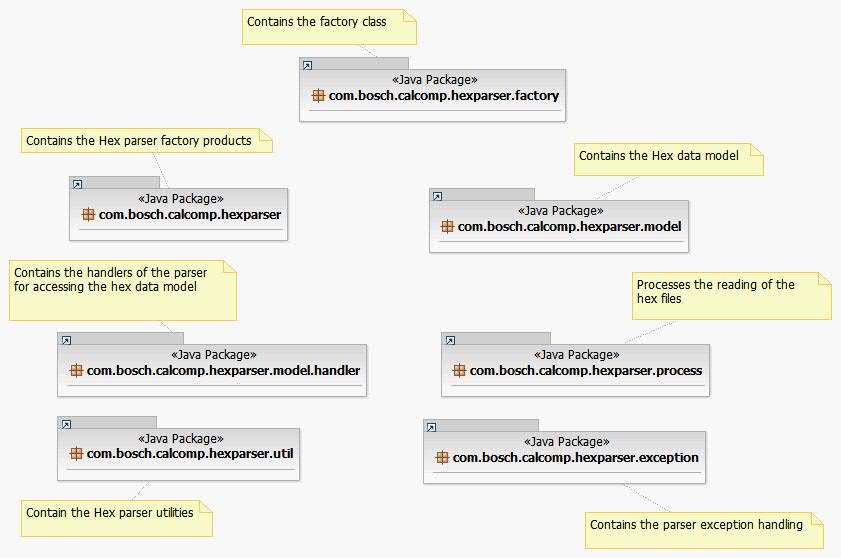 Contains the factory class
«Java Package»
com.bosch.calcomp.hexparser.factory
Contains the Hex parser factory products
«Java Package»
com.bosch.calcomp.hexparser
Contains the Hex data model
«Java Package»
com.bosch.calcomp.hexparser.model
Contains the handlers of the parser
for accessing the hex data model
«Java Package»
com.bosch.calcomp.hexparser.model.handler
Processes the reading of the
hex files
«Java Package»
com.bosch.calcomp.hexparser.process
«Java Package»
com.bosch.calcomp.hexparser.util
Contain the Hex parser utilities
«Java Package»
com.bosch.calcomp.hexparser.exception
Contains the parser exception handling